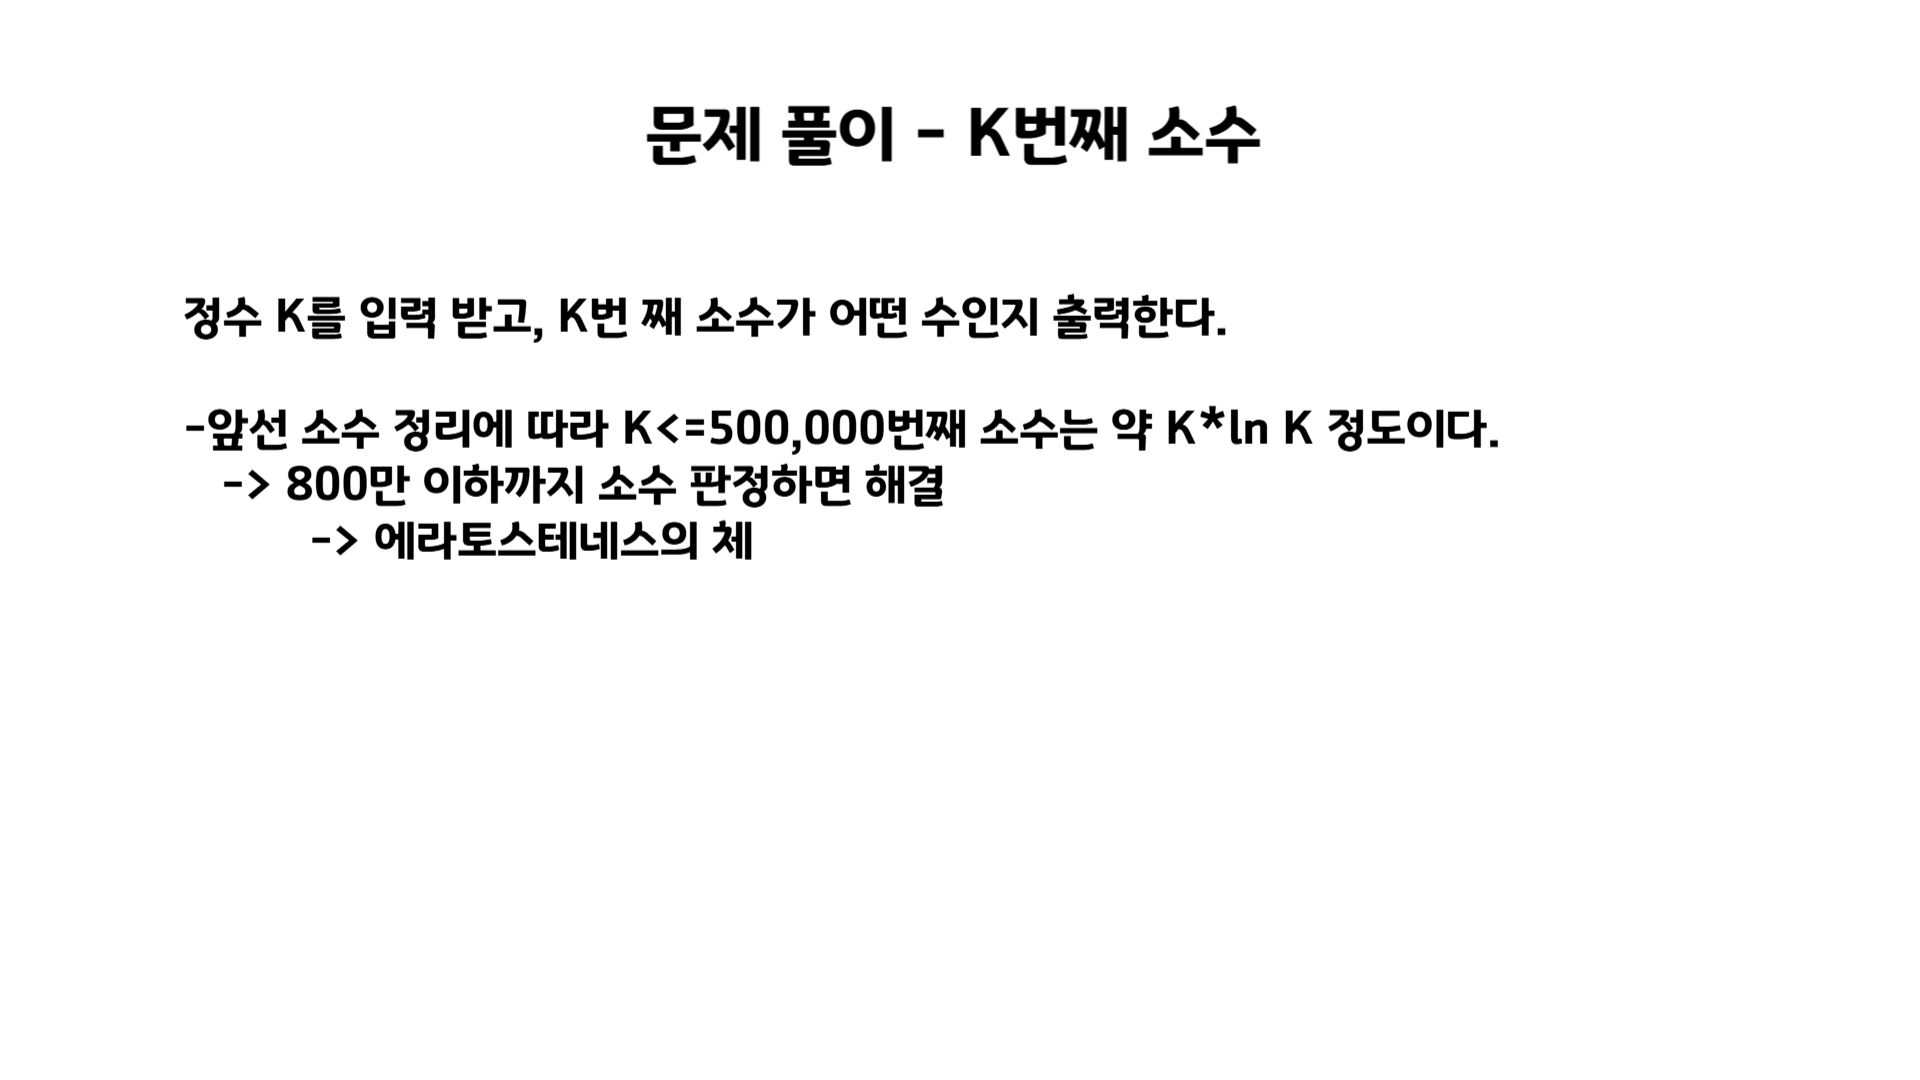 문제 풀이 - K번째 소수
정수 K를 입력 받고, K번 째 소수가 어떤 수인지 출력한다.
-앞선 소수 정리에 따라 K<=500,000번째 소수는 약 K*ln K 정도이다.
-> 800만 이하까지 소수 판정하면 해결
-> 에라토스테네스의 체